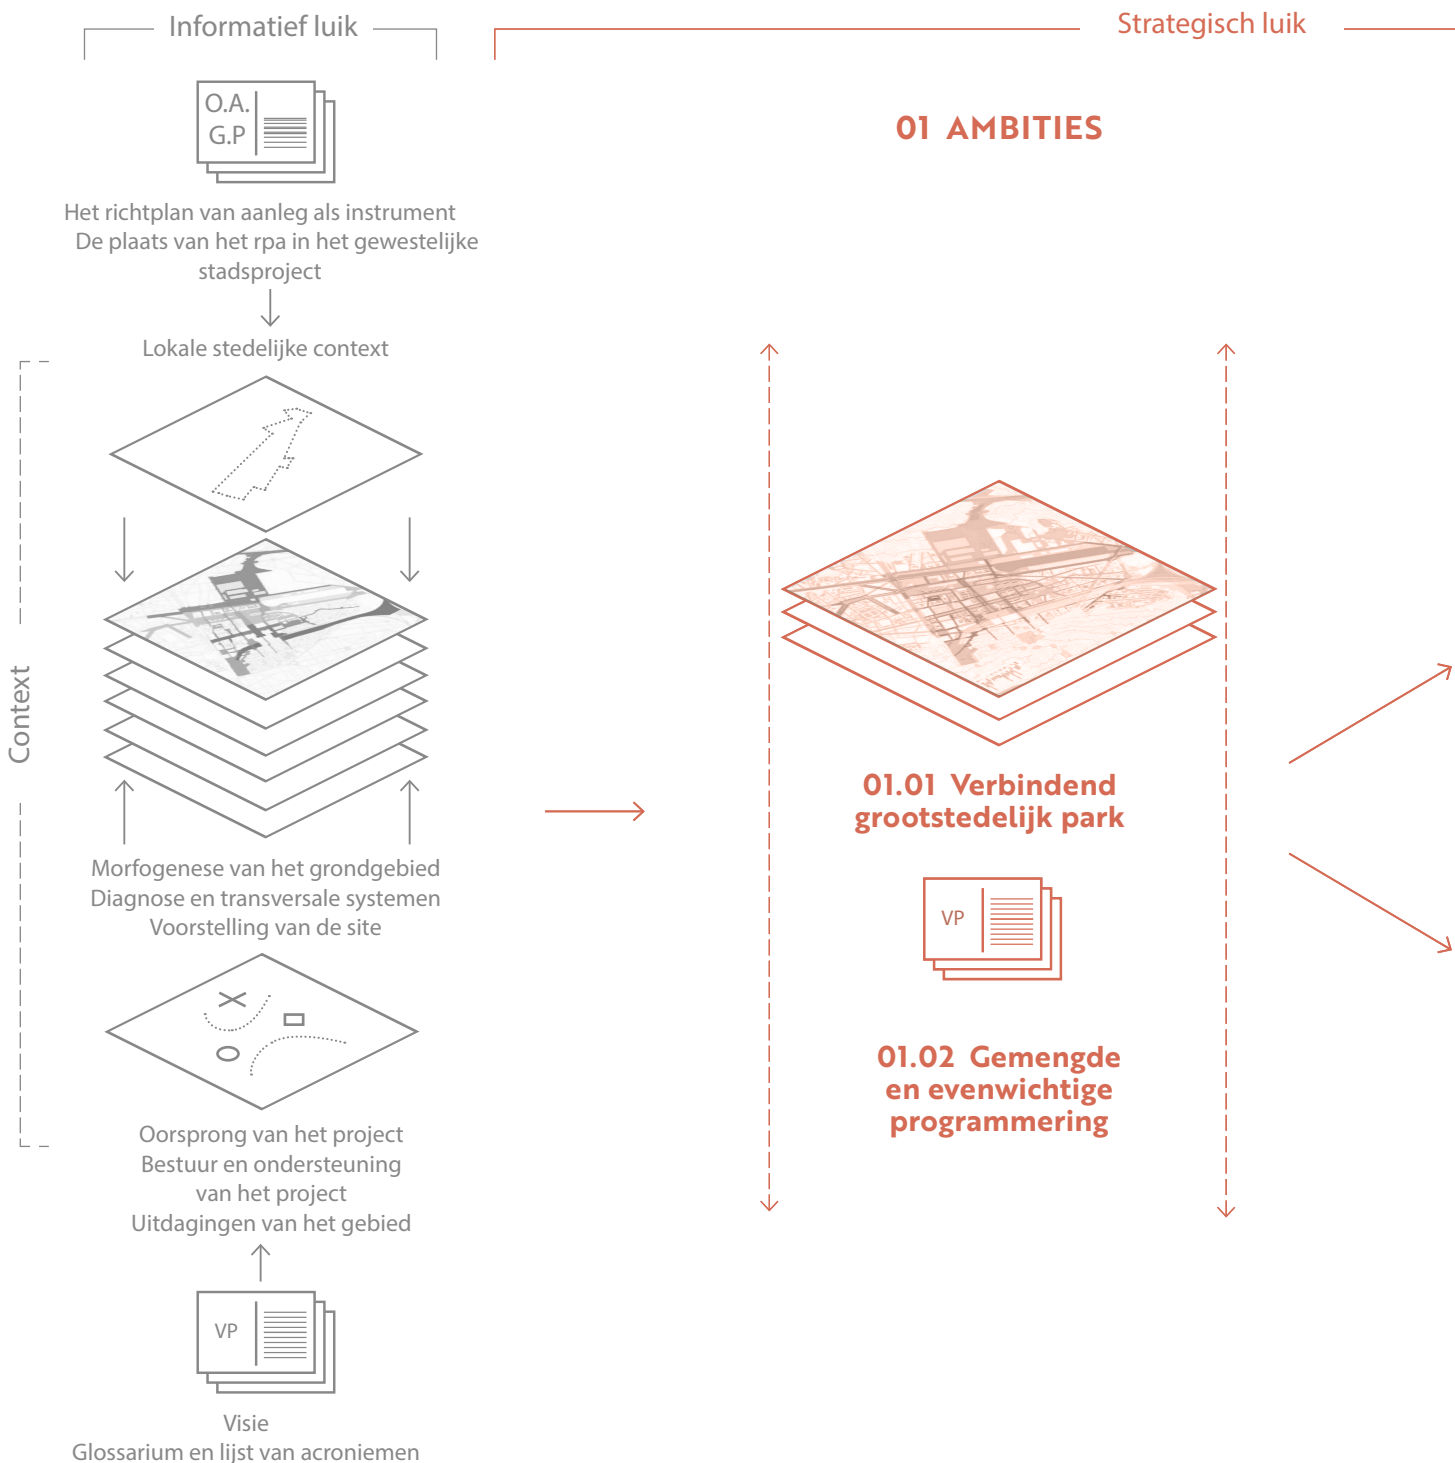 Informatief luik
Strategisch luik
O.A.
G.P
01 AMBITIES
Het richtplan van aanleg als instrument
De plaats van het rpa in het gewestelijke
stadsproject
Lokale stedelijke context
Context
Morfogenese van het grondgebied
Diagnose en transversale systemen
Voorstelling van de site
Oorsprong van het project
Bestuur en ondersteuning
van het project
Uitdagingen van het gebied
VP
Visie
Glossarium en lijst van acroniemen
01.01 Verbindend
grootstedelijk park
VP
01.02 Gemengde
en evenwichtige
programmering